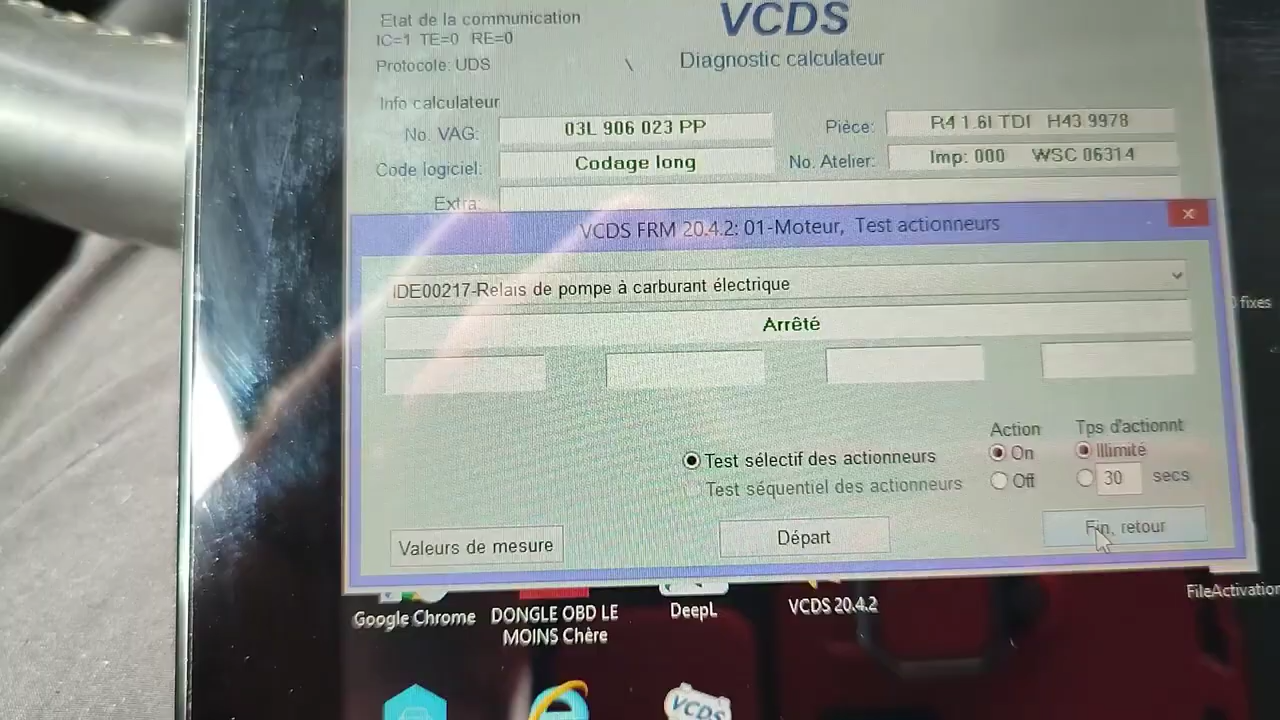 Etat de la communication
IC=1 TE=0 RE=0
Protocole: UDS
\
VCDS
Diagnostic calculateur
Info calculateur
No. VAG:
03L 906 023 PP
Pièce:
R4 1.6l TDI H43 9978
Code logiciel:
Codage long
No. Atelier:
Imp: 000 WSC 06314
Extra:
VCDS FRM 20.4.2: 01-Moteur, Test actionneurs
IDE00217-Relais de pompe à carburant électrique
Arrêté
Action
Tps d'actionnt
Test sélectif des actionneurs
On
Illimité
Test séquentiel des actionneurs
Off
30 secs
Valeurs de mesure
Départ
Fin, retour
fixes
Google Chrome
DONGLE OBD LE
MOINS Chère
DeepL
VCDS 20.4.2
FileActivation
VCDS